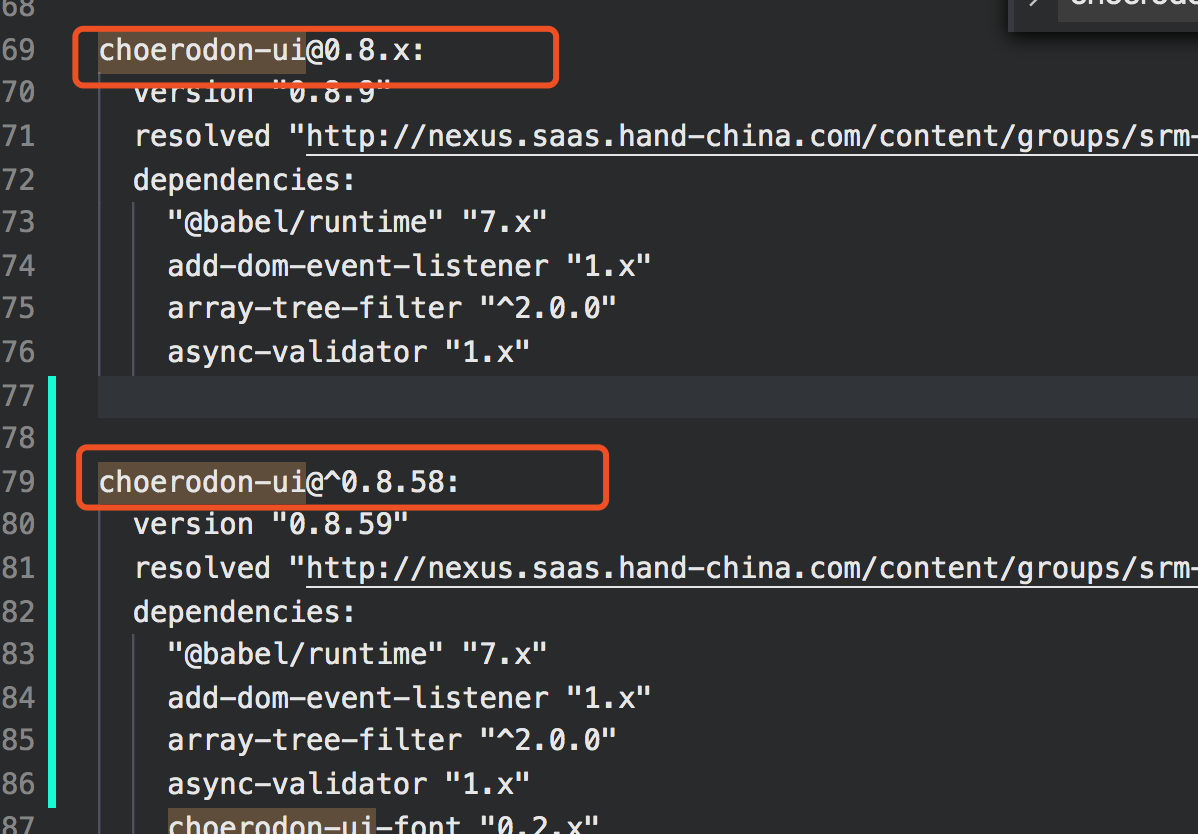 68
69 choerodon-ui@0.8.x:
70 version "0.8.9"
71 resolved "http://nexus.saas.hand-china.com/content/groups/srm-
72 dependencies:
73 "@babel/runtime" "7.x"
74 add-dom-event-listener "1.x"
75 array-tree-filter "^2.0.0"
76 async-validator "1.x"
77
78
79 choerodon-ui@^0.8.58:
80 version "0.8.59"
81 resolved "http://nexus.saas.hand-china.com/content/groups/srm-
82 dependencies:
83 "@babel/runtime" "7.x"
84 add-dom-event-listener "1.x"
85 array-tree-filter "^2.0.0"
86 async-validator "1.x"
87 choerodon-ui-font "0.2.x"